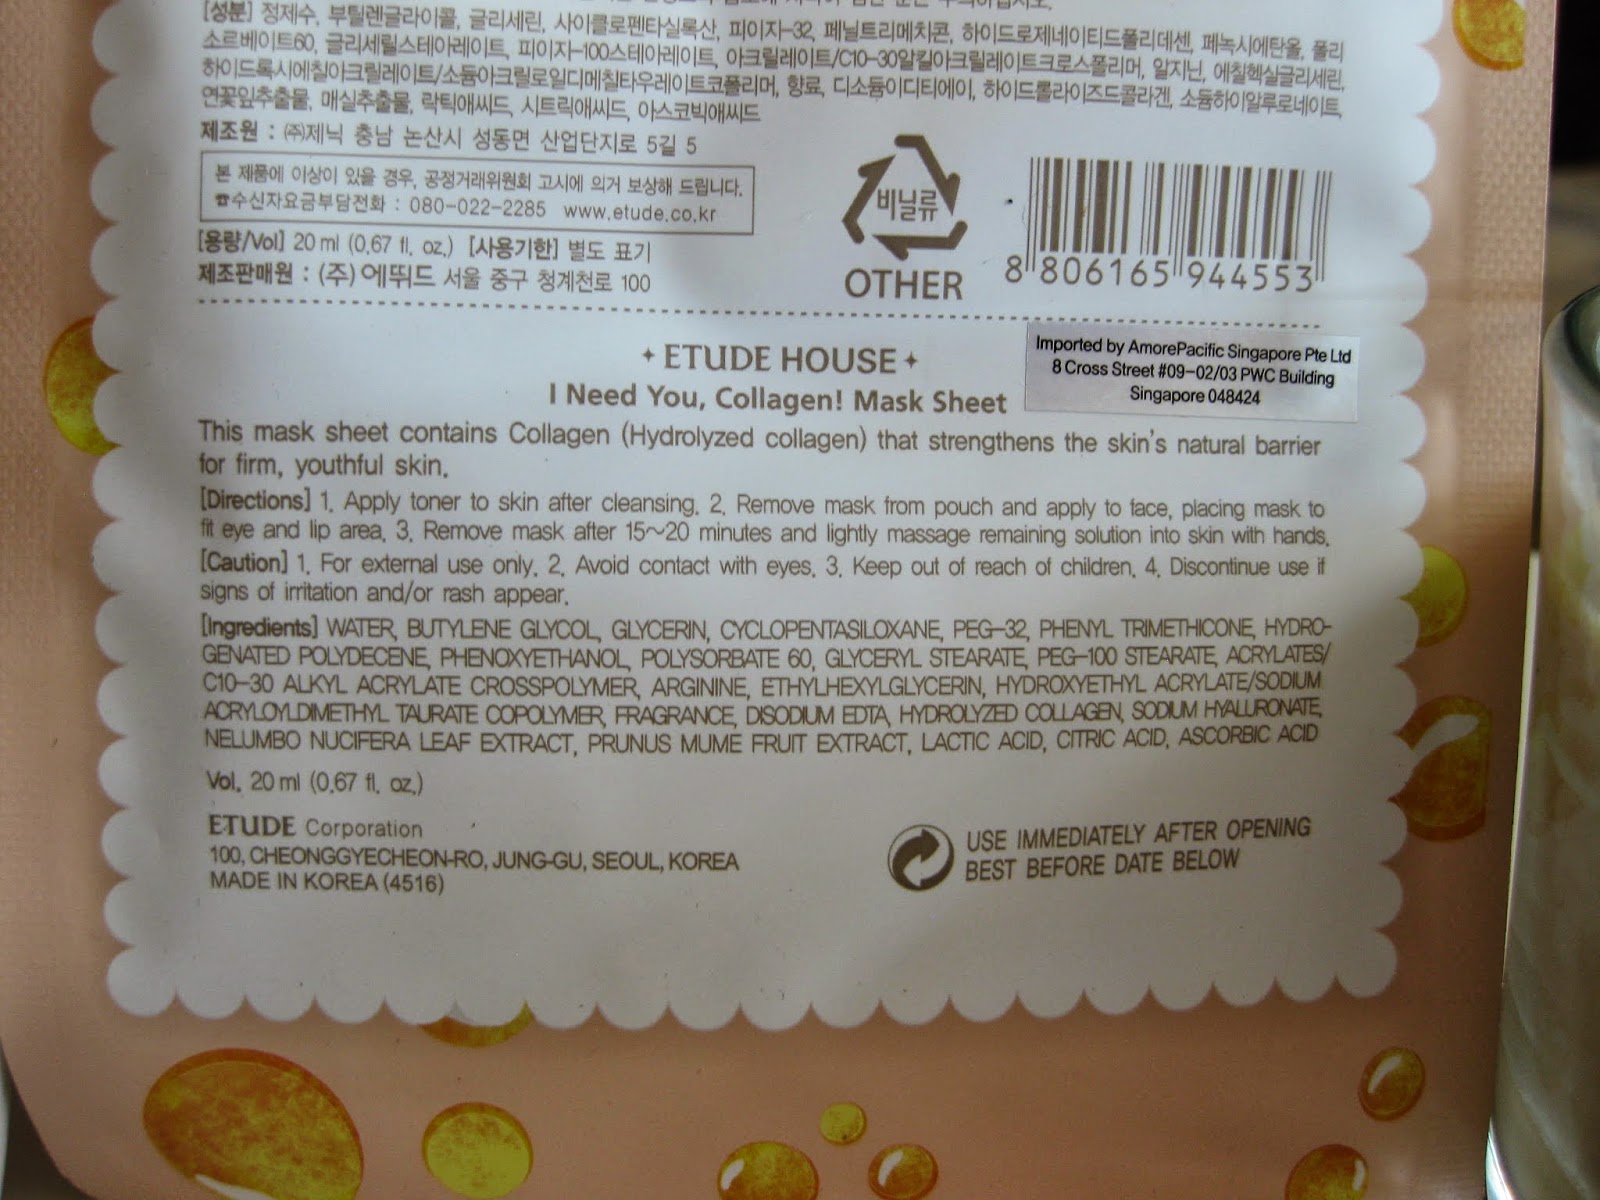 [성분] 정제수, 부틸렌글라이콜, 글리세린, 사이클로펜타실록산, 피이지-32, 페닐트리메치콘, 하이드로제네이티드폴리데센, 페녹시에탄올, 폴리
소르베이트60, 글리세릴스테아레이트, 피이지-100스테아레이트, 아크릴레이트/C10-30알킬아크릴레이트크로스폴리머, 알지닌, 에칠헥실글리세린,
하이드록시에칠아크릴레이트/소듐아크릴로일디메칠타우레이트코폴리머, 향료, 디소듐이디티에이, 하이드롤라이즈드콜라겐, 소듐하이알루로네이트,
연꽃잎추출물, 매실추출물, 락틱애씨드, 시트릭애씨드, 아스코빅애씨드
제조원 : ㈜제닉 충남 논산시 성동면 산업단지로 5길 5
본 제품에 이상이 있을 경우, 공정거래위원회 고시에 의거 보상해 드립니다.
☎수신자요금부담전화 : 080-022-2285 www.etude.co.kr
[용량/Vol] 20 ml (0.67 fl. oz.) [사용기한] 별도 표기
제조판매원 : (주) 에뛰드 서울 중구 청계천로 100
비닐류
OTHER
8 806165 944553
ETUDE HOUSE
I Need You, Collagen! Mask Sheet
Imported by AmorePacific Singapore Pte Ltd
8 Cross Street #09-02/03 PWC Building
Singapore 048424
This mask sheet contains Collagen (Hydrolyzed collagen) that strengthens the skin's natural barrier
for firm, youthful skin.
[Directions] 1. Apply toner to skin after cleansing. 2. Remove mask from pouch and apply to face, placing mask to
fit eye and lip area. 3. Remove mask after 15~20 minutes and lightly massage remaining solution into skin with hands.
[Caution] 1. For external use only. 2. Avoid contact with eyes. 3. Keep out of reach of children. 4. Discontinue use if
signs of irritation and/or rash appear.
[Ingredients] WATER, BUTYLENE GLYCOL, GLYCERIN, CYCLOPENTASILOXANE, PEG-32, PHENYL TRIMETHICONE, HYDRO-
GENATED POLYDECENE, PHENOXYETHANOL, POLYSORBATE 60, GLYCERYL STEARATE, PEG-100 STEARATE, ACRYLATES/
C10-30 ALKYL ACRYLATE CROSSPOLYMER, ARGININE, ETHYLHEXYLGLYCERIN, HYDROXYETHYL ACRYLATE/SODIUM
ACRYLOYLDIMETHYL TAURATE COPOLYMER, FRAGRANCE, DISODIUM EDTA, HYDROLYZED COLLAGEN, SODIUM HYALURONATE,
NELUMBO NUCIFERA LEAF EXTRACT, PRUNUS MUME FRUIT EXTRACT, LACTIC ACID, CITRIC ACID, ASCORBIC ACID
Vol. 20 ml (0.67 fl. oz.)
ETUDE Corporation
100, CHEONGGYECHEON-RO, JUNG-GU, SEOUL, KOREA
MADE IN KOREA (4516)
USE IMMEDIATELY AFTER OPENING
BEST BEFORE DATE BELOW